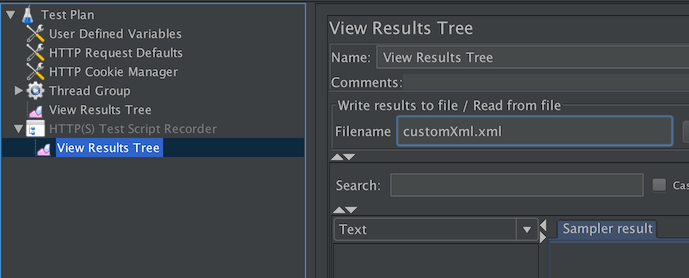 Test Plan
User Defined Variables
HTTP Request Defaults
HTTP Cookie Manager
Thread Group
View Results Tree
HTTP(S) Test Script Recorder
View Results Tree
View Results Tree
Name: View Results Tree
Comments:
Write results to file / Read from file
Filename customXml.xml
Search: Cas
Text Sampler result